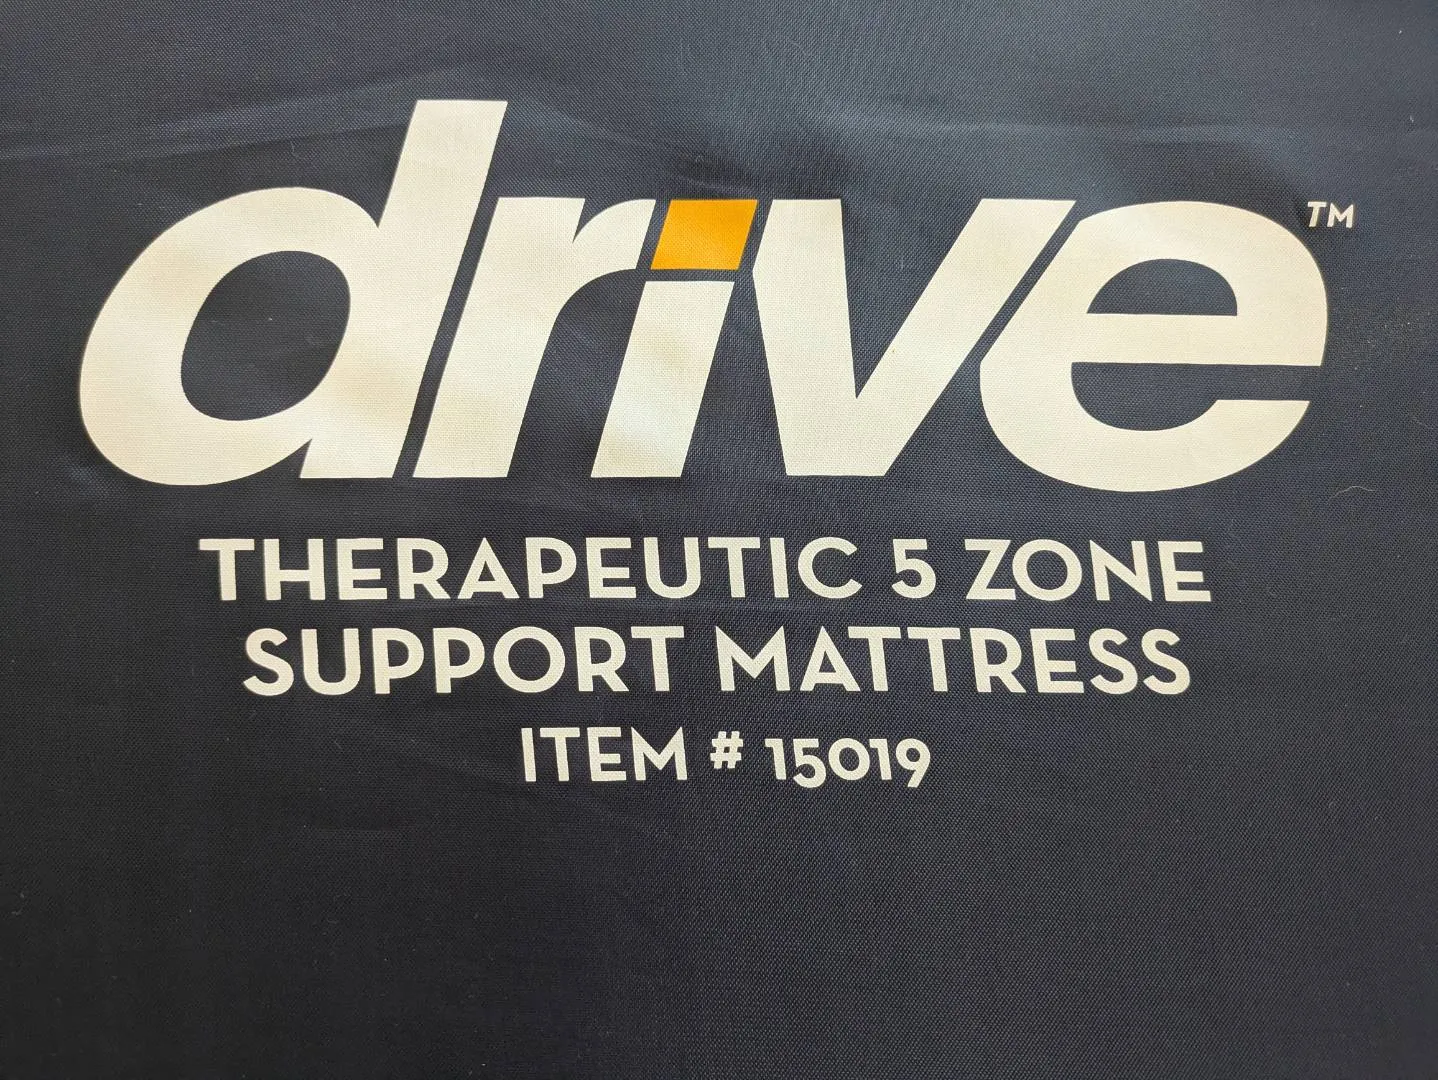 drive™
THERAPEUTIC 5 ZONE
SUPPORT MATTRESS
ITEM # 15019